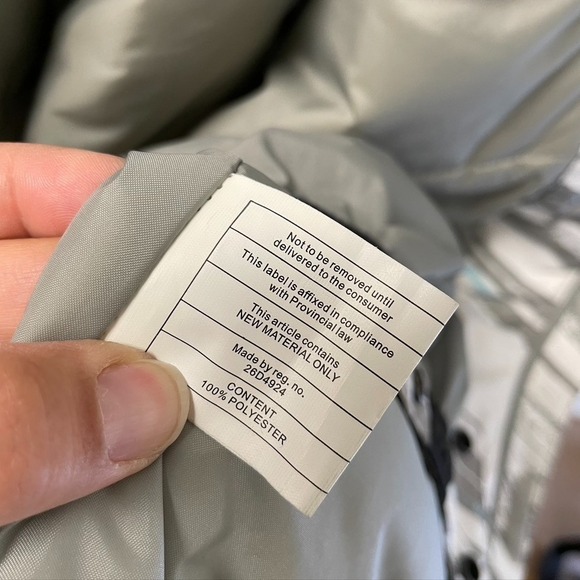 Not to be removed until
delivered to the consumer
This label is affixed in compliance
with Provincial law
This article contains
NEW MATERIAL ONLY
Made by reg. no.
26D4924
CONTENT
100% POLYESTER